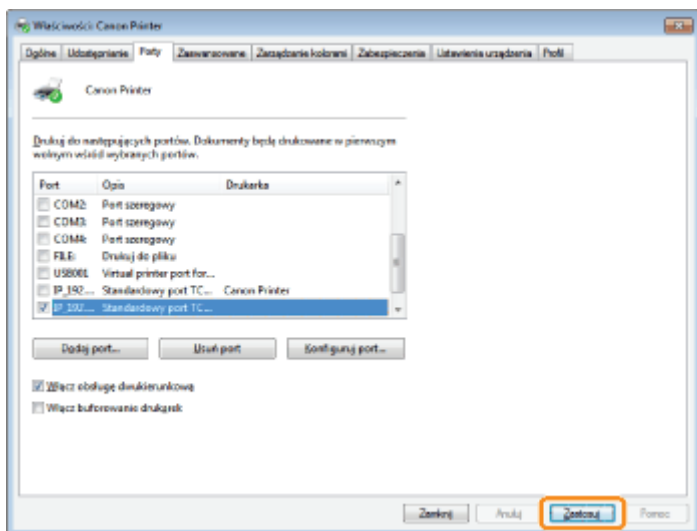 Właściwości: Canon Printer
Ogólne Udostępnianie Porty Zaawansowane Zarządzanie kolorami Zabezpieczenia Ustawienia urządzenia Profil
Canon Printer
Drukuj do następujących portów. Dokumenty będą drukowane w pierwszym
wolnym wśród wybranych portów.
Port Opis Drukarka
COM2: Port szeregowy
COM3: Port szeregowy
COM4: Port szeregowy
FILE: Drukuj do pliku
USB001 Virtual printer port for...
IP_192.... Standardowy port TC... Canon Printer
IP_192.... Standardowy port TC...
Dodaj port... Usuń port Konfiguruj port...
Włącz obsługę dwukierunkową
Włącz buforowanie drukarek
Zamknij Anuluj Zastosuj Pomoc